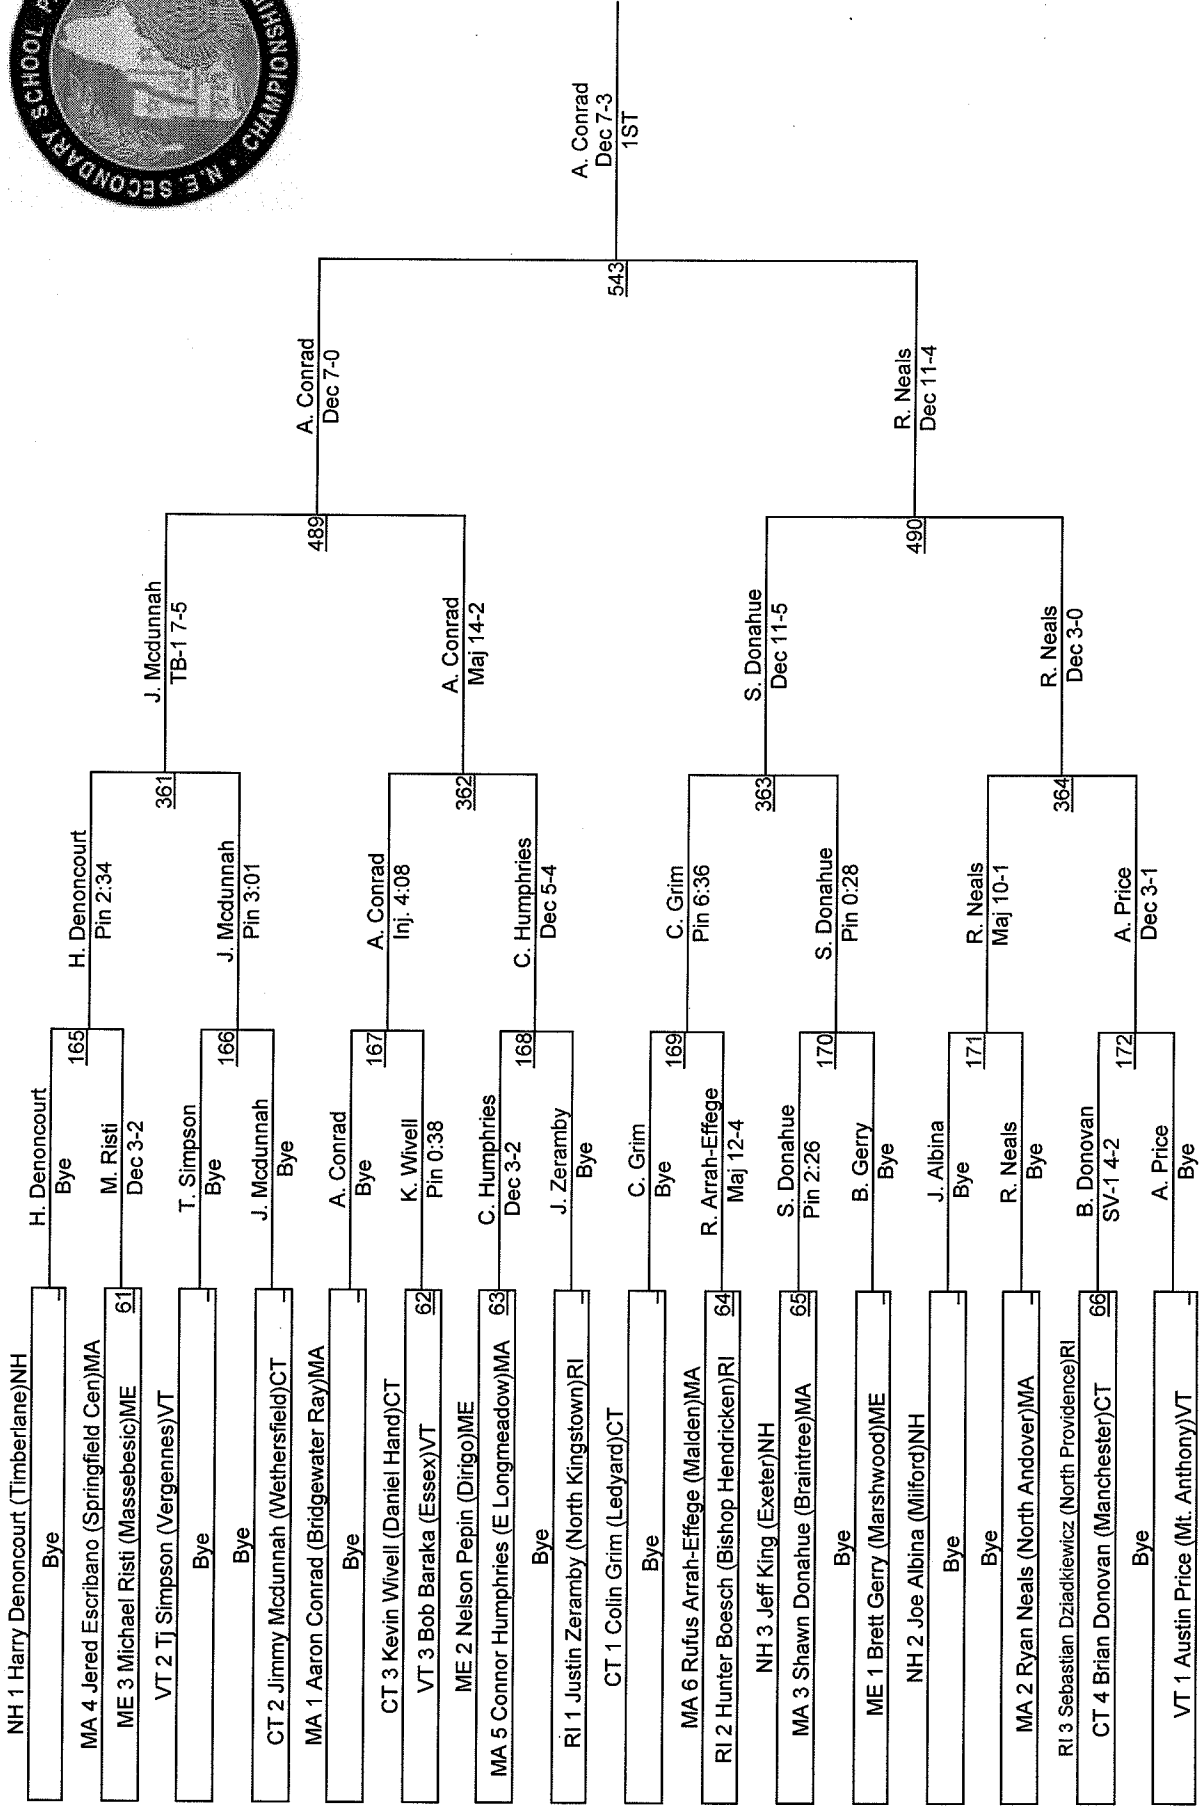 N.E. SECONDARY SCHOOL
CHAMPIONSHI
NH 1 Harry Denoncourt (Timberlane)NH
Bye
MA 4 Jered Escribano (Springfield Cen)MA
ME 3 Michael Risti (Massebesic)ME
61
VT 2 Tj Simpson (Vergennes)VT
Bye
Bye
CT 2 Jimmy Mcdunnah (Wethersfield)CT
MA 1 Aaron Conrad (Bridgewater Ray)MA
Bye
CT 3 Kevin Wivell (Daniel Hand)CT
VT 3 Bob Baraka (Essex)VT
62
ME 2 Nelson Pepin (Dirigo)ME
MA 5 Connor Humphries (E Longmeadow)MA
63
Bye
RI 1 Justin Zeramby (North Kingstown)RI
CT 1 Colin Grim (Ledyard)CT
Bye
MA 6 Rufus Arrah-Effege (Malden)MA
RI 2 Hunter Boesch (Bishop Hendricken)RI
64
NH 3 Jeff King (Exeter)NH
MA 3 Shawn Donahue (Braintree)MA
65
Bye
ME 1 Brett Gerry (Marshwood)ME
NH 2 Joe Albina (Milford)NH
Bye
Bye
MA 2 Ryan Neals (North Andover)MA
RI 3 Sebastian Dziadkiewicz (North Providence)RI
CT 4 Brian Donovan (Manchester)CT
66
Bye
VT 1 Austin Price (Mt. Anthony)VT
H. Denoncourt
Bye
165
M. Risti
Dec 3-2
T. Simpson
Bye
166
J. Mcdunnah
Bye
A. Conrad
Bye
167
K. Wivell
Pin 0:38
C. Humphries
Dec 3-2
168
J. Zeramby
Bye
C. Grim
Bye
169
R. Arrah-Effege
Maj 12-4
S. Donahue
Pin 2:26
170
B. Gerry
Bye
J. Albina
Bye
171
R. Neals
Bye
B. Donovan
SV-1 4-2
172
A. Price
Bye
H. Denoncourt
Pin 2:34
361
J. Mcdunnah
Pin 3:01
A. Conrad
Inj. 4:08
362
C. Humphries
Dec 5-4
C. Grim
Pin 6:36
363
S. Donahue
Pin 0:28
R. Neals
Maj 10-1
364
A. Price
Dec 3-1
J. Mcdunnah
TB-1 7-5
489
A. Conrad
Maj 14-2
S. Donahue
Dec 11-5
490
R. Neals
Dec 3-0
A. Conrad
Dec 7-0
543
R. Neals
Dec 11-4
A. Conrad
Dec 7-3
1ST